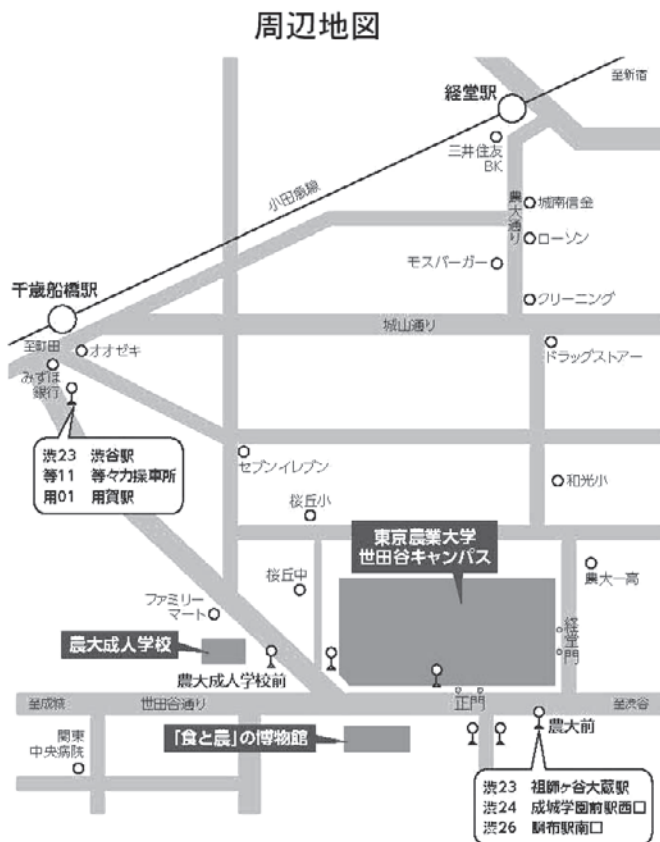 周辺地図
至新宿
経堂駅
三井住友
BK
小田急線
農大通り
城南信金
ローソン
モスバーガー
クリーニング
千歳船橋駅
城山通り
至町田
オオゼキ
みずほ
銀行
ドラッグストアー
渋23 渋谷駅
等11 等々力操車所
用01 用賀駅
セブンイレブン
和光小
桜丘小
東京農業大学
世田谷キャンパス
桜丘中
農大一高
ファミリー
マート
経堂門
農大成人学校
農大成人学校前
至成城
世田谷通り
正門
至渋谷
農大前
関東
中央病院
「食と農」の博物館
渋23 祖師ヶ谷大蔵駅
渋24 成城学園前駅西口
渋26 調布駅南口